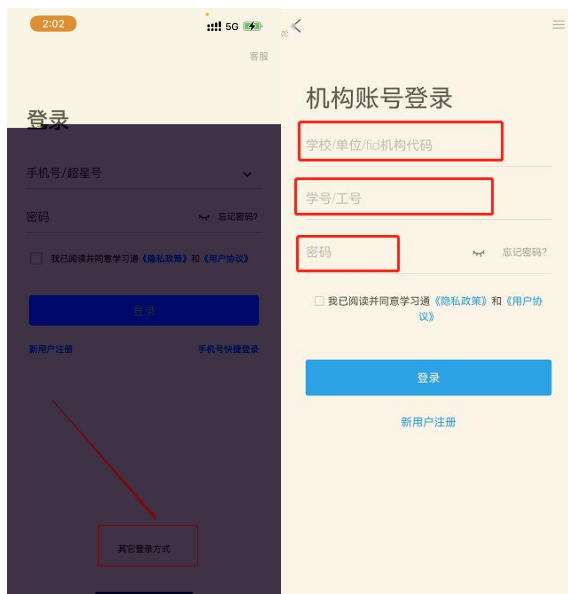 2:02
5G
客服
登录
手机号/超星号
密码
忘记密码?
我已阅读并同意学习通《隐私政策》和《用户协议》
登录
新用户注册
手机号快捷登录
其它登录方式
机构账号登录
学校/单位/fid机构代码
学号/工号
密码
忘记密码?
我已阅读并同意学习通《隐私政策》和《用户协
议》
登录
新用户注册